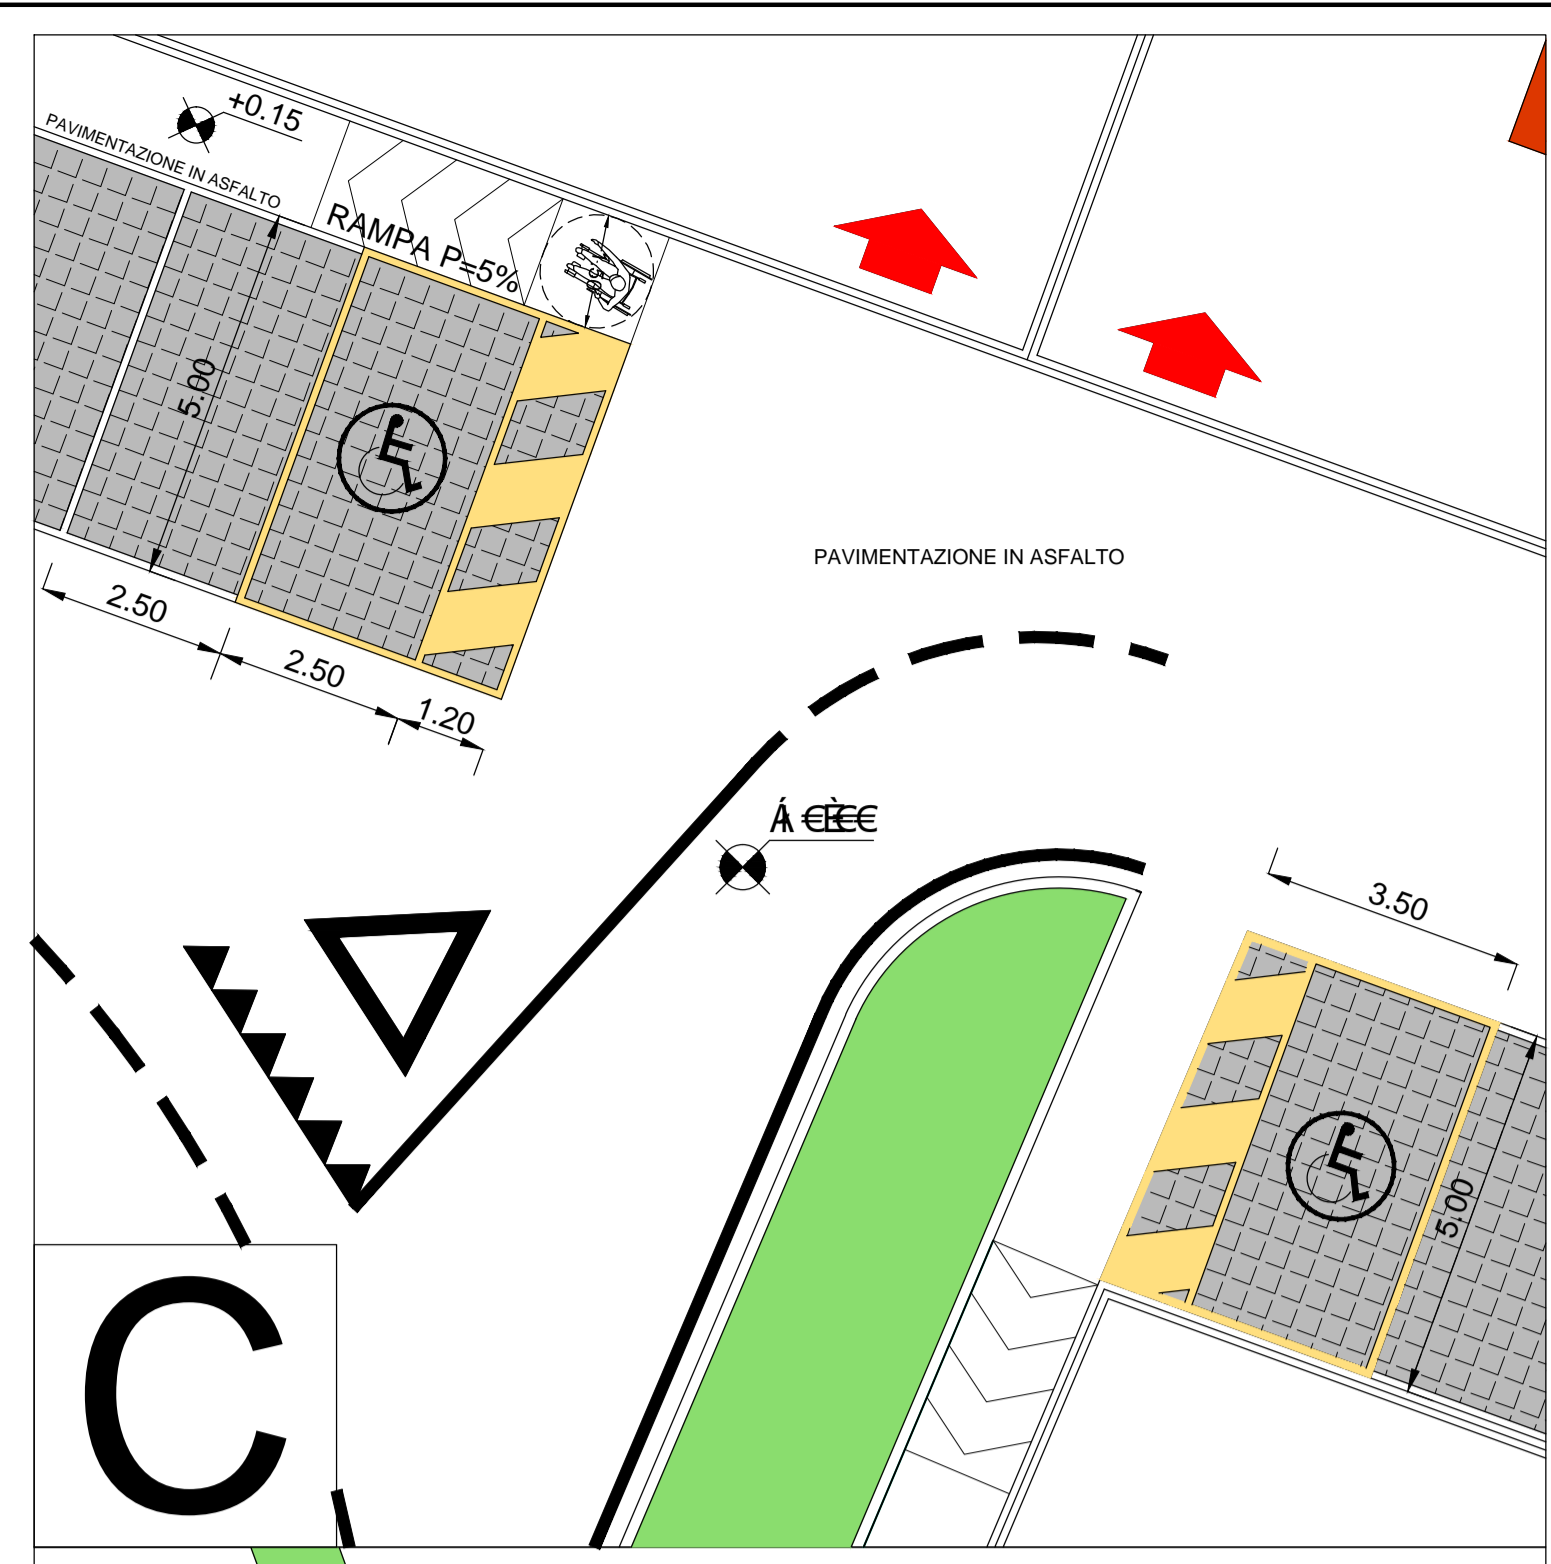 +0.15
PAVIMENTAZIONE IN ASFALTO
RAMPA P=5%
5.00
2.50
2.50
1.20
PAVIMENTAZIONE IN ASFALTO
3.50
5.00
C